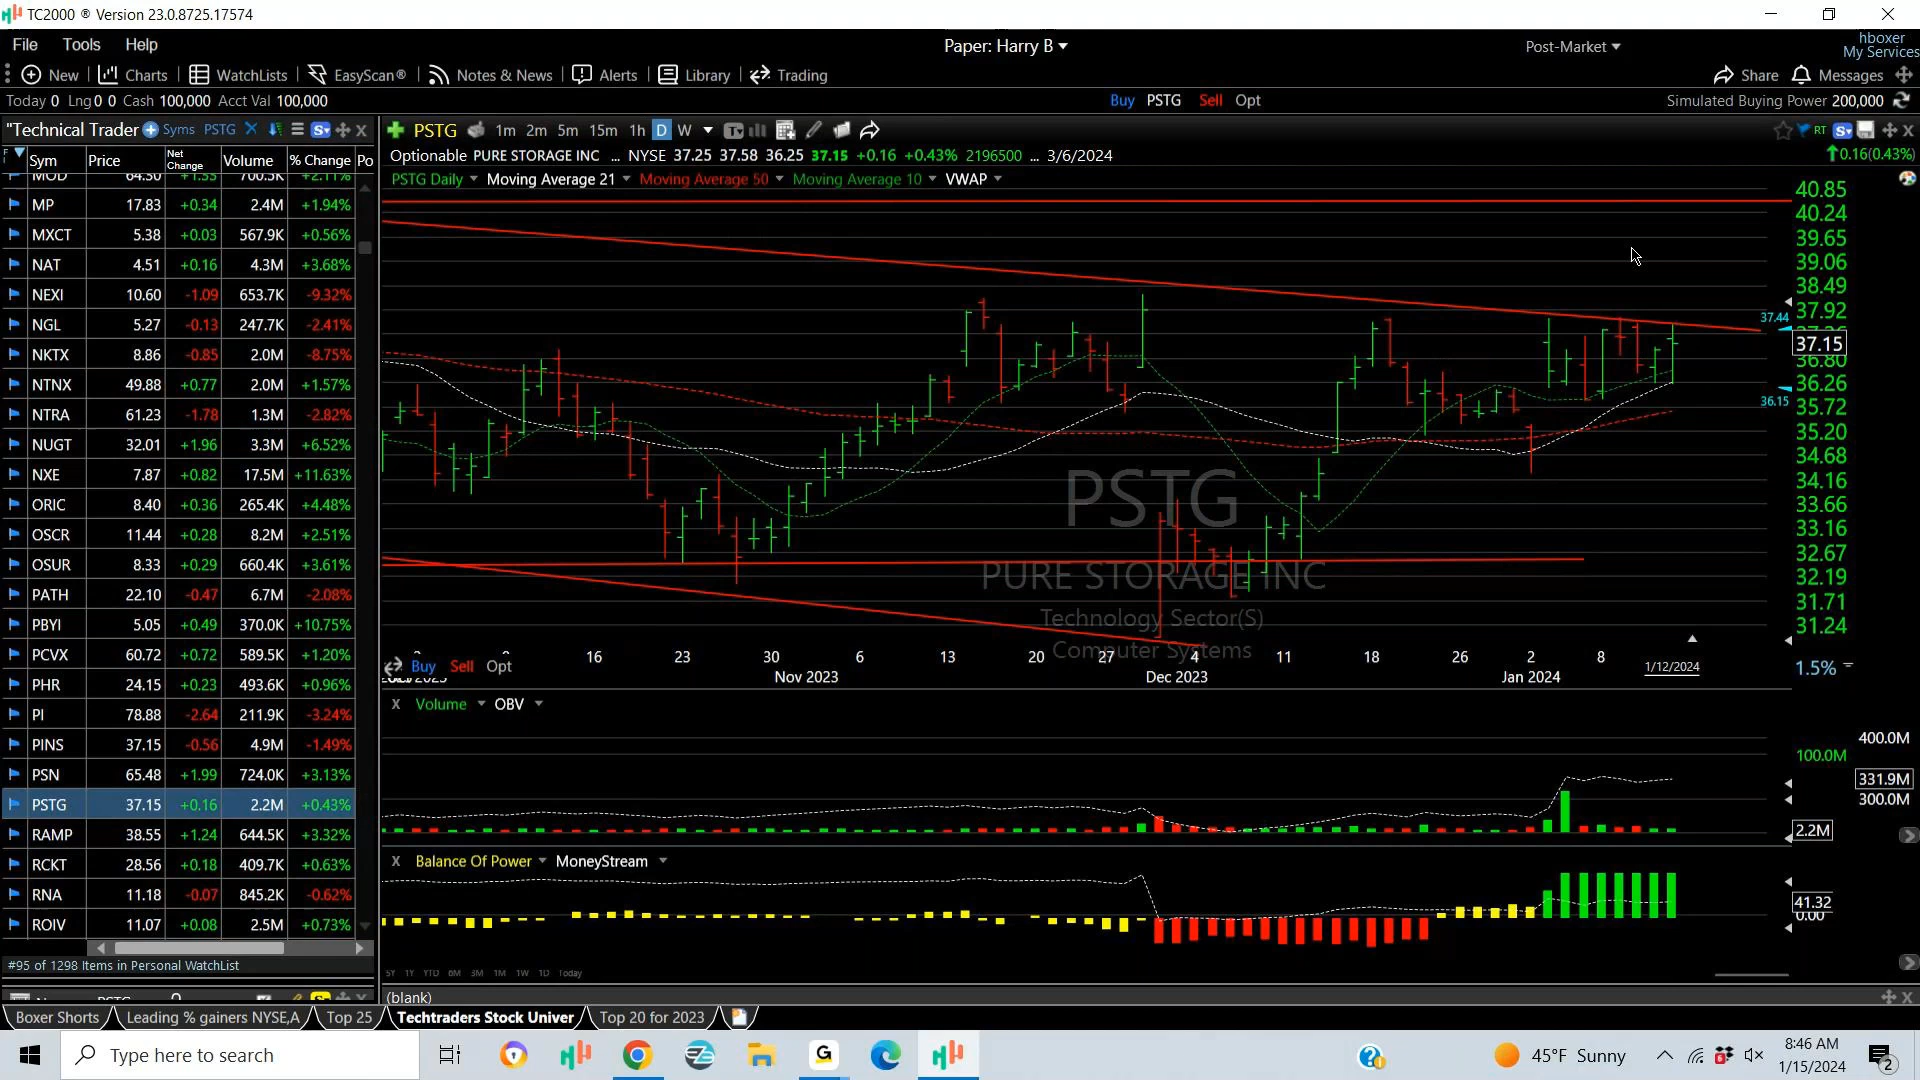 TC2000 ® Version 23.0.8725.17574
File Tools Help
Paper: Harry B
Post-Market
hboxer
My Services
New Charts WatchLists EasyScan® Notes & News Alerts Library Trading
Share Messages
Today 0 Lng 0 0 Cash 100,000 Acct Val 100,000
Buy PSTG Sell Opt
Simulated Buying Power 200,000
"Technical Trader Syms PSTG
PSTG 1m 2m 5m 15m 1h D W
RT
Optionable PURE STORAGE INC ... NYSE 37.25 37.58 36.25 37.15 +0.16 +0.43% 2196500 ... 3/6/2024
0.16(0.43%)
PSTG Daily Moving Average 21 Moving Average 50 Moving Average 10 VWAP
Sym Price Net Change Volume % Change Po
MOD 64.30 +1.33 700.5K +2.11%
MP 17.83 +0.34 2.4M +1.94%
MXCT 5.38 +0.03 567.9K +0.56%
NAT 4.51 +0.16 4.3M +3.68%
NEXI 10.60 -1.09 653.7K -9.32%
NGL 5.27 -0.13 247.7K -2.41%
NKTX 8.86 -0.85 2.0M -8.75%
NTNX 49.88 +0.77 2.0M +1.57%
NTRA 61.23 -1.78 1.3M -2.82%
NUGT 32.01 +1.96 3.3M +6.52%
NXE 7.87 +0.82 17.5M +11.63%
ORIC 8.40 +0.36 265.4K +4.48%
OSCR 11.44 +0.28 8.2M +2.51%
OSUR 8.33 +0.29 660.4K +3.61%
PATH 22.10 -0.47 6.7M -2.08%
PBYI 5.05 +0.49 370.0K +10.75%
PCVX 60.72 +0.72 589.5K +1.20%
PHR 24.15 +0.23 493.6K +0.96%
PI 78.88 -2.64 211.9K -3.24%
PINS 37.15 -0.56 4.9M -1.49%
PSN 65.48 +1.99 724.0K +3.13%
PSTG 37.15 +0.16 2.2M +0.43%
RAMP 38.55 +1.24 644.5K +3.32%
RCKT 28.56 +0.18 409.7K +0.63%
RNA 11.18 -0.07 845.2K -0.62%
ROIV 11.07 +0.08 2.5M +0.73%
#95 of 1298 Items in Personal WatchList
40.85
40.24
39.65
39.06
38.49
37.92
37.44
37.15
36.80
36.26
36.15
35.72
35.20
34.68
34.16
33.66
33.16
32.67
32.19
31.71
31.24
1.5%
PSTG
PURE STORAGE INC
Technology Sector(S)
Computer Systems
16 23 30 6 13 20 27 4 11 18 26 2 8 1/12/2024
Buy Sell Opt
Nov 2023 Dec 2023 Jan 2024
Volume OBV
400.0M
100.0M
331.9M
300.0M
2.2M
Balance Of Power MoneyStream
41.32
0.00
5Y 1Y YTD 6M 3M 1M 1W 1D Today
(blank)
Boxer Shorts Leading % gainers NYSE,A Top 25 Techtraders Stock Univer Top 20 for 2023
Type here to search
45°F Sunny
8:46 AM
1/15/2024
2